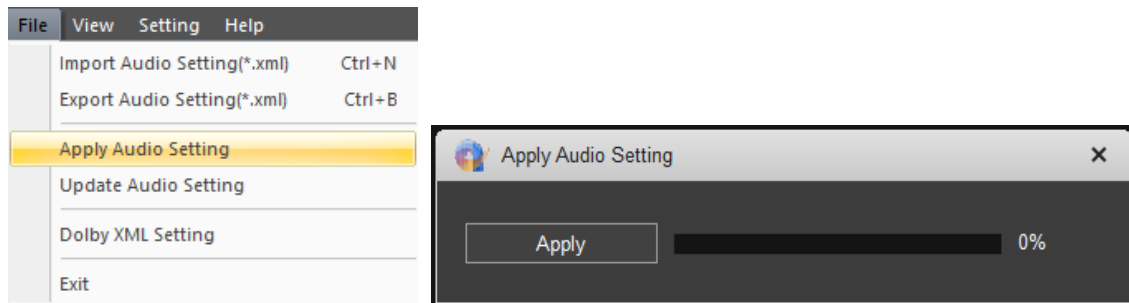 File View Setting Help
Import Audio Setting(*.xml) Ctrl+N
Export Audio Setting(*.xml) Ctrl+B
Apply Audio Setting
Update Audio Setting
Dolby XML Setting
Exit
Apply Audio Setting
Apply 0%